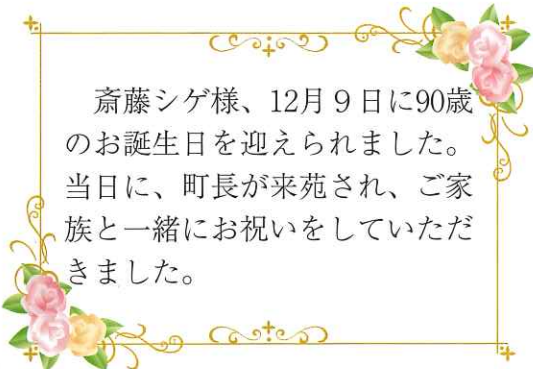 斎藤シゲ様、12月９日に90歳
のお誕生日を迎えられました。
当日に、町長が来苑され、ご家
族と一緒にお祝いをしていただ
きました。